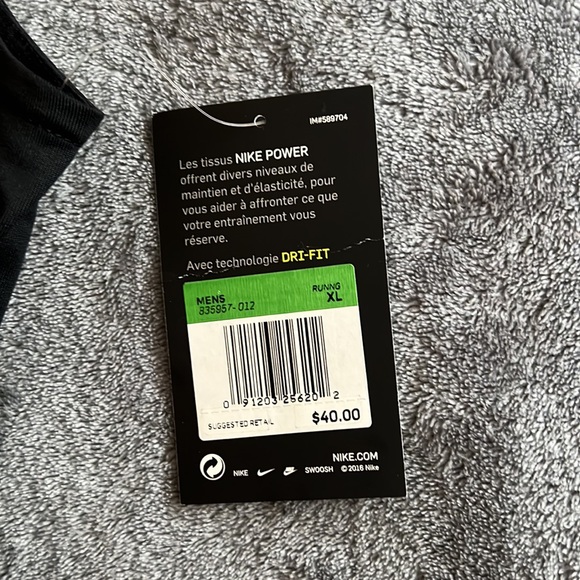 IM#589704
Les tissus NIKE POWER
offrent divers niveaux de
maintien et d'élasticité, pour
vous aider à affronter ce que
votre entraînement vous
réserve.
Avec technologie DRI-FIT
MENS RUNNG
835957-012 XL
0 91203 25620 2
SUGGESTED RETAIL $40.00
NIKE.COM
NIKE SWOOSH © 2016 Nike